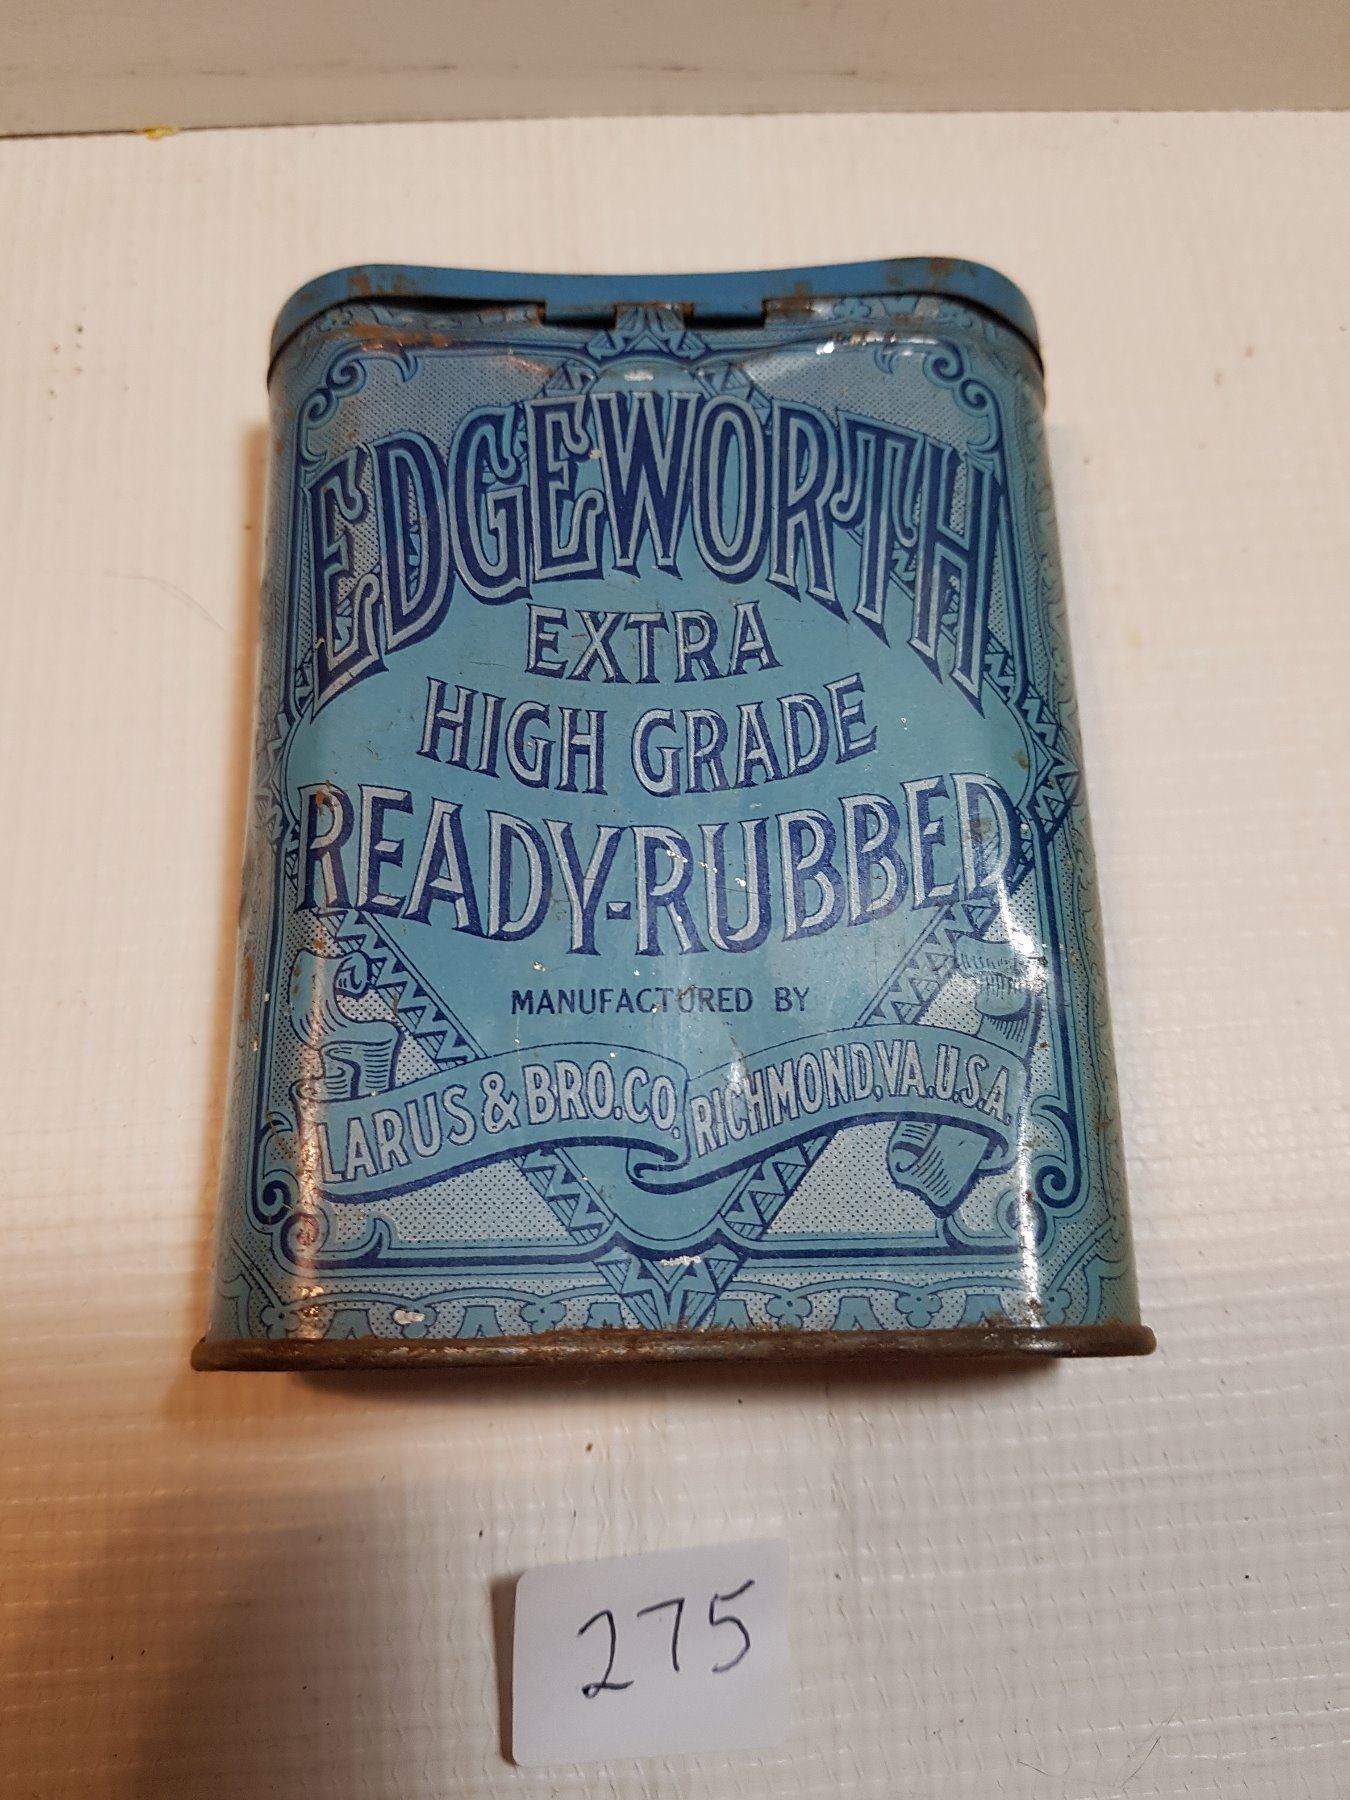 EDGEWORTH
EXTRA
HIGH GRADE
READY-RUBBED
MANUFACTURED BY
LARUS & BRO. CO. RICHMOND, VA. U.S.A.
275